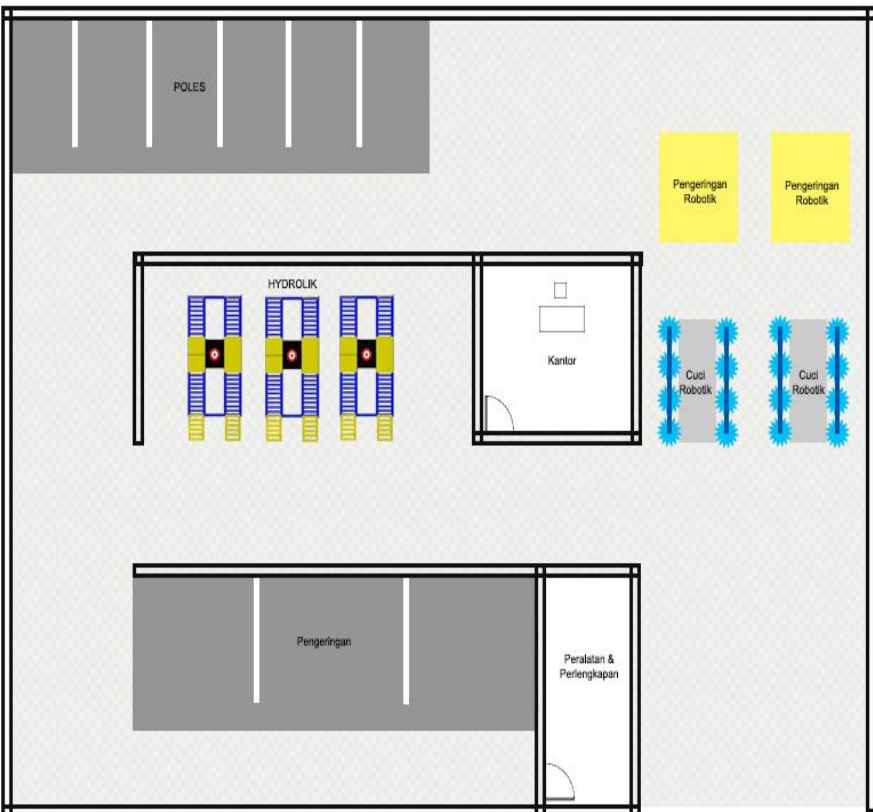 POLES
Pengeringan
Robotik
Pengeringan
Robotik
HYDROLIK
Kantor
Cuci
Robotik
Cuci
Robotik
Pengeringan
Peralatan &
Perlengkapan